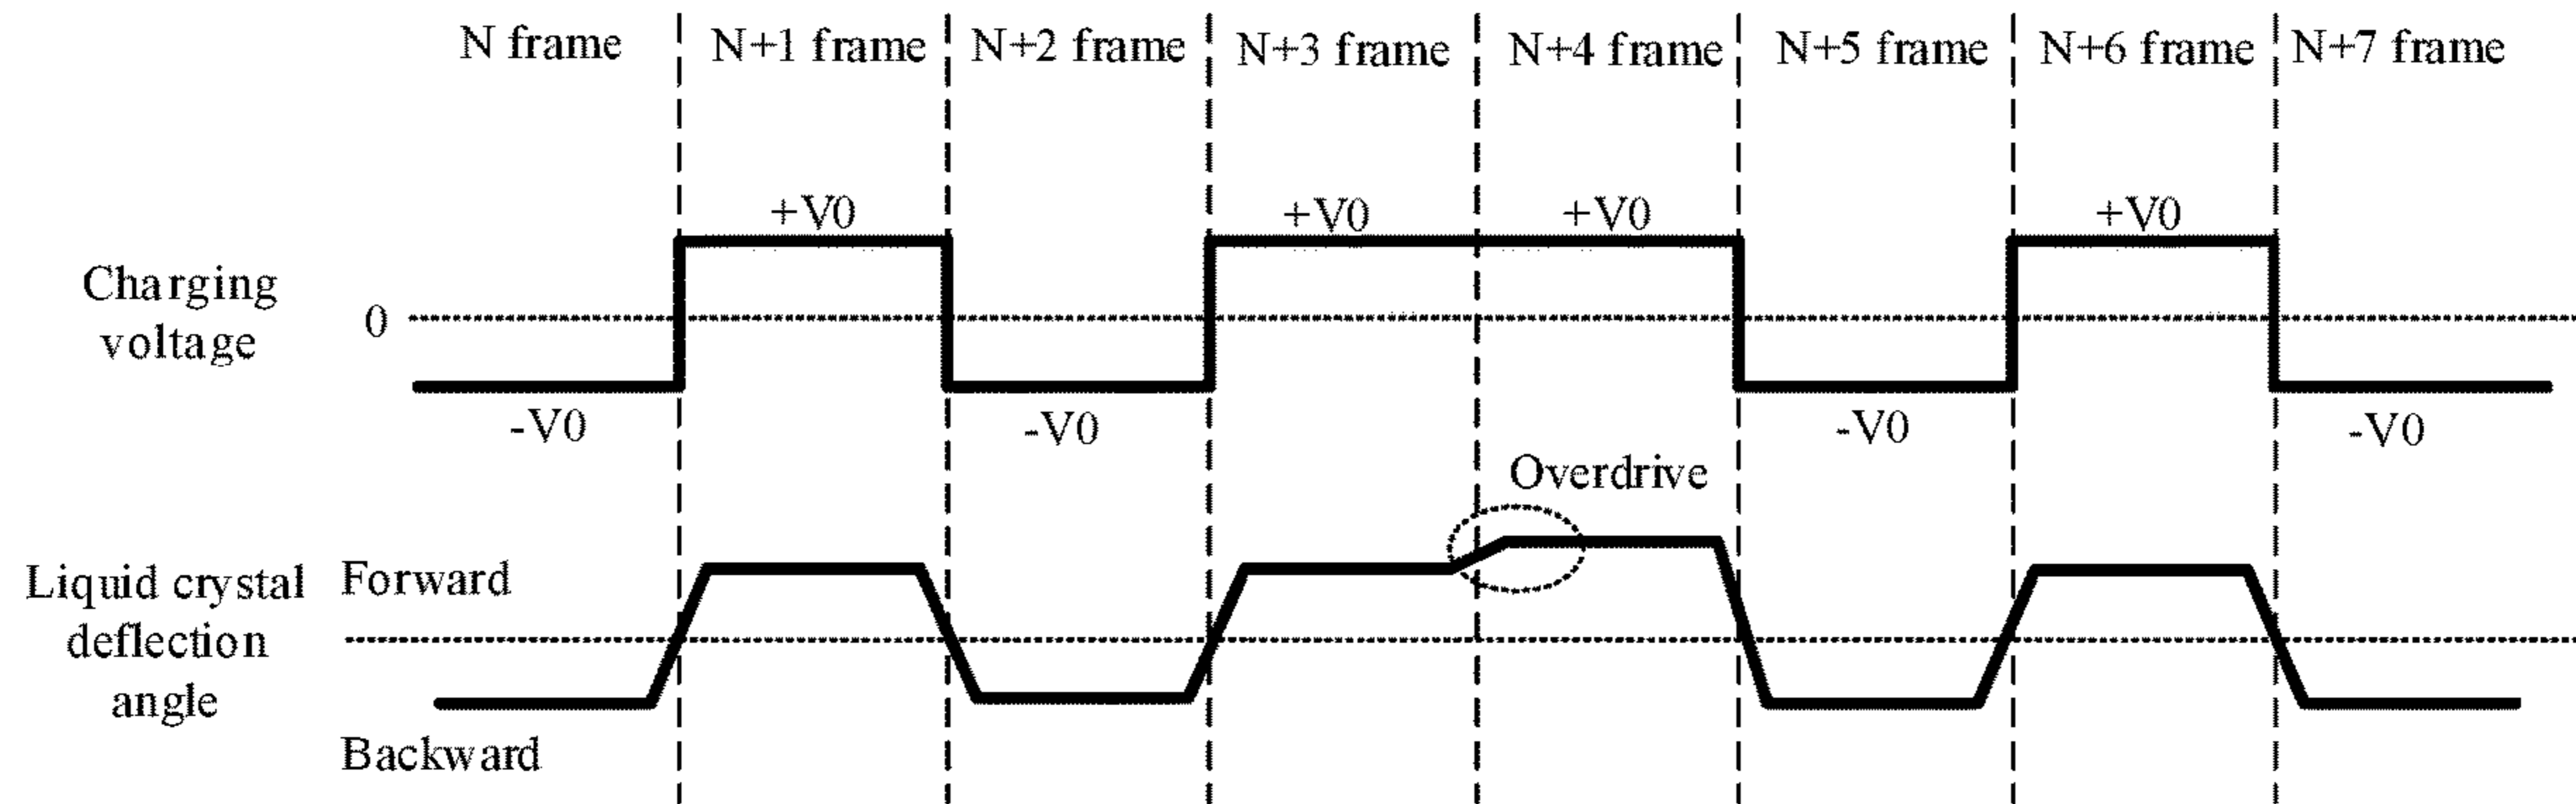 N frame
N+1 frame
N+2 frame
N+3 frame
N+4 frame
N+5 frame
N+6 frame
N+7 frame
+V0
+V0
+V0
+V0
Charging
voltage
0
-V0
-V0
-V0
-V0
Overdrive
Liquid crystal
deflection
angle
Forward
Backward